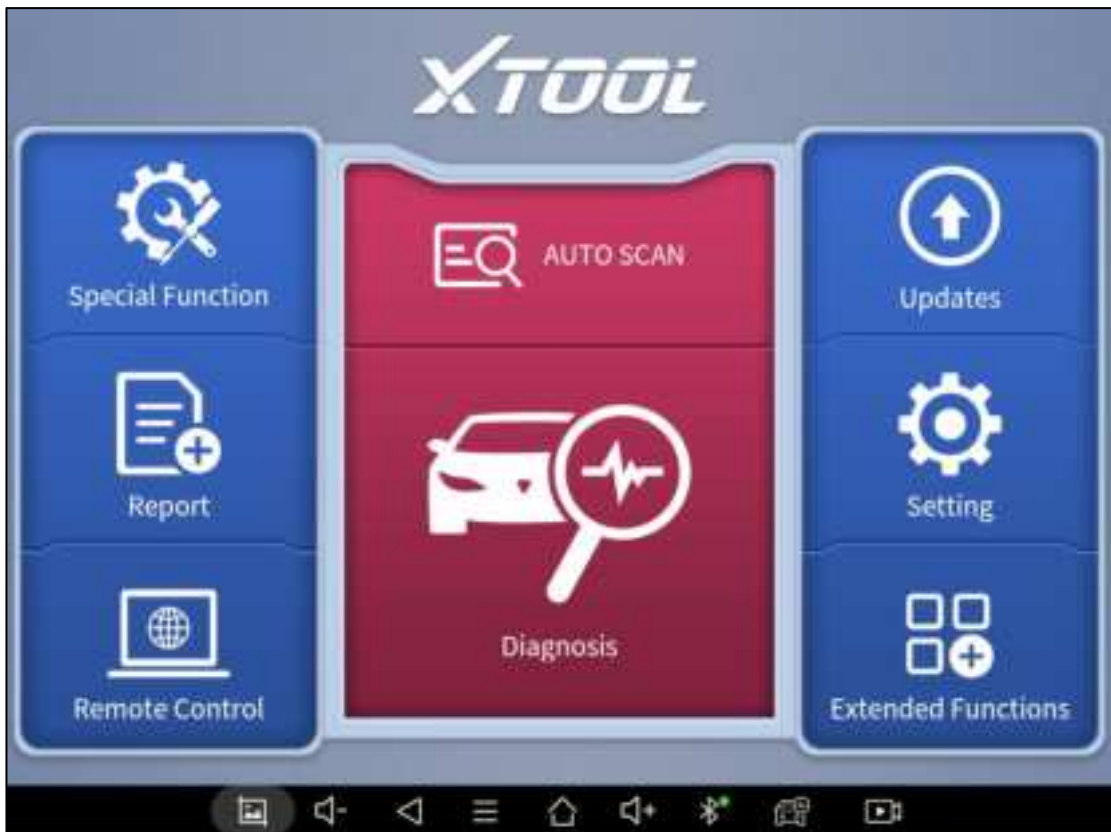 XTOOL
Special Function
AUTO SCAN
Updates
Report
Diagnosis
Setting
Remote Control
Extended Functions